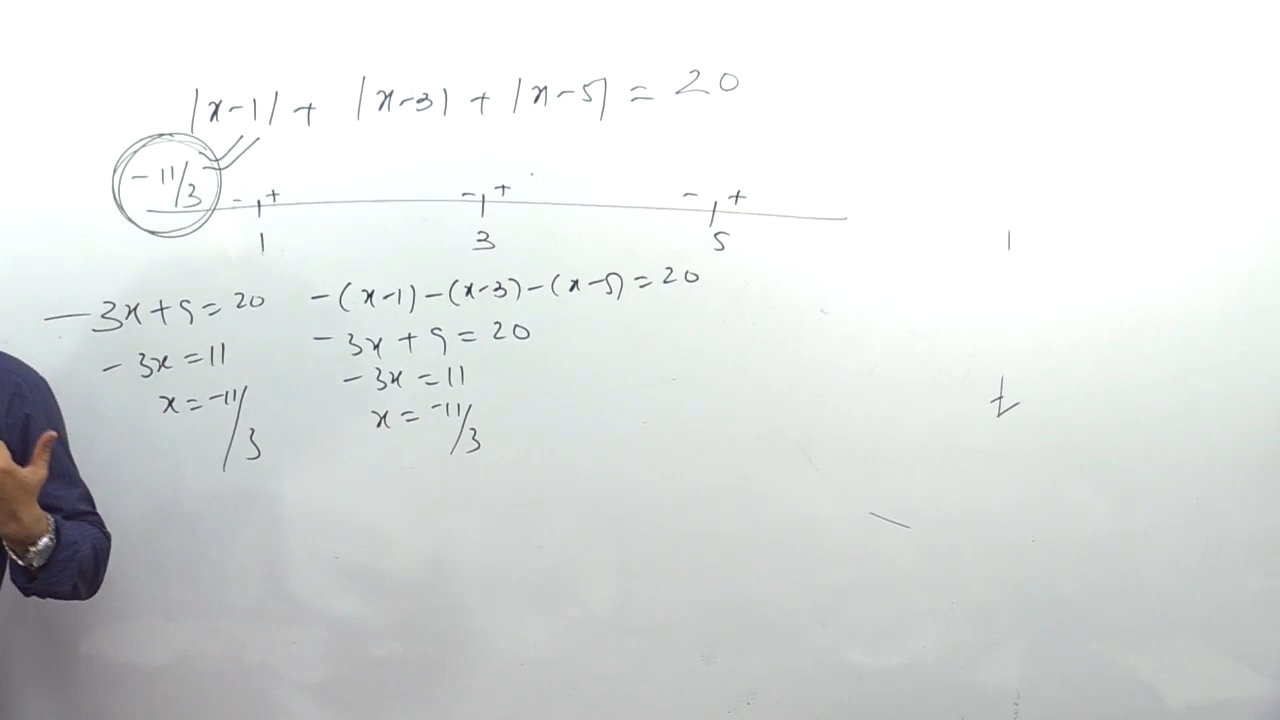 |x-1| + |x-3| + |x-5| = 20
-11/3
- + - + - +
1 3 5
-3x+9=20
-3x=11
x=-11/3
-(x-1)-(x-3)-(x-5)=20
-3x+9=20
-3x=11
x=-11/3